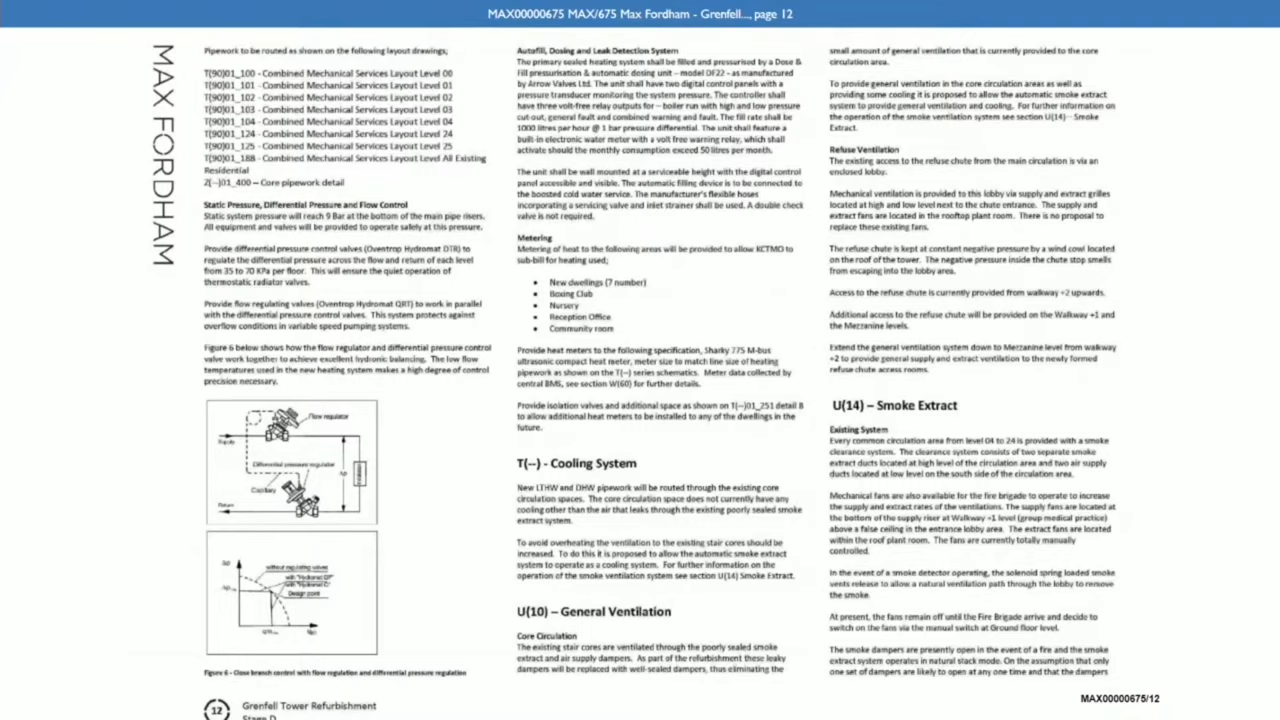 MAX00000675 MAX/675 Max Fordham - Grenfell..., page 12
MAX FORDHAM
Pipework to be routed as shown on the following layout drawings;
T(90)01_100 - Combined Mechanical Services Layout Level 00
T(90)01_101 - Combined Mechanical Services Layout Level 01
T(90)01_102 - Combined Mechanical Services Layout Level 02
T(90)01_103 - Combined Mechanical Services Layout Level 03
T(90)01_104 - Combined Mechanical Services Layout Level 04
T(90)01_124 - Combined Mechanical Services Layout Level 24
T(90)01_125 - Combined Mechanical Services Layout Level 25
T(90)01_188 - Combined Mechanical Services Layout Level All Existing
Residential
Z(--)01_400 – Core pipework detail
Static Pressure, Differential Pressure and Flow Control
Static system pressure will reach 9 Bar at the bottom of the main pipe risers.
All equipment and valves will be provided to operate safely at this pressure.
Provide differential pressure control valves (Oventrop Hydromat DTR) to
regulate the differential pressure across the flow and return of each level
from 35 to 70 KPa per floor. This will ensure the quiet operation of
thermostatic radiator valves.
Provide flow regulating valves (Oventrop Hydromat QRT) to work in parallel
with the differential pressure control valves. This system protects against
overflow conditions in variable speed pumping systems.
Figure 6 below shows how the flow regulator and differential pressure control
valve work together to achieve excellent hydronic balancing. The low flow
temperatures used in the new heating system makes a high degree of control
precision necessary.
Flow regulator
Supply
Differential pressure regulator
Capillary
Return
without regulating valves
Design point
Figure 6 - Close branch control with flow regulation and differential pressure regulation
12
Grenfell Tower Refurbishment
Stage D
Autofill, Dosing and Leak Detection System
The primary sealed heating system shall be filled and pressurised by a Dose &
Fill pressurisation & automatic dosing unit – model DF22 - as manufactured
by Arrow Valves Ltd. The unit shall have two digital control panels with a
pressure transducer monitoring the system pressure. The controller shall
have three volt-free relay outputs for – boiler run with high and low pressure
cut-out, general fault and combined warning and fault. The fill rate shall be
1000 litres per hour @ 1 bar pressure differential. The unit shall feature a
built-in electronic water meter with a volt free warning relay, which shall
activate should the monthly consumption exceed 50 litres per month.
The unit shall be wall mounted at a serviceable height with the digital control
panel accessible and visible. The automatic filling device is to be connected to
the boosted cold water service. The manufacturer's flexible hoses
incorporating a servicing valve and inlet strainer shall be used. A double check
valve is not required.
Metering
Metering of heat to the following areas will be provided to allow KCTMO to
sub-bill for heating used;
• New dwellings (7 number)
• Boxing Club
• Nursery
• Reception Office
• Community room
Provide heat meters to the following specification, Sharky 775 M-bus
ultrasonic compact heat meter, meter size to match line size of heating
pipework as shown on the T(--) series schematics. Meter data collected by
central BMS, see section W(60) for further details.
Provide isolation valves and additional space as shown on T(--)01_251 detail B
to allow additional heat meters to be installed to any of the dwellings in the
future.
T(--) - Cooling System
New LTHW and DHW pipework will be routed through the existing core
circulation spaces. The core circulation space does not currently have any
cooling other than the air that leaks through the existing poorly sealed smoke
extract system.
To avoid overheating the ventilation to the existing stair cores should be
increased. To do this it is proposed to allow the automatic smoke extract
system to operate as a cooling system. For further information on the
operation of the smoke ventilation system see section U(14) Smoke Extract.
U(10) – General Ventilation
Core Circulation
The existing stair cores are ventilated through the poorly sealed smoke
extract and air supply dampers. As part of the refurbishment these leaky
dampers will be replaced with well-sealed dampers, thus eliminating the
small amount of general ventilation that is currently provided to the core
circulation area.
To provide general ventilation in the core circulation areas as well as
providing some cooling it is proposed to allow the automatic smoke extract
system to provide general ventilation and cooling. For further information on
the operation of the smoke ventilation system see section U(14) – Smoke
Extract.
Refuse Ventilation
The existing access to the refuse chute from the main circulation is via an
enclosed lobby.
Mechanical ventilation is provided to this lobby via supply and extract grilles
located at high and low level next to the chute entrance. The supply and
extract fans are located in the rooftop plant room. There is no proposal to
replace these existing fans.
The refuse chute is kept at constant negative pressure by a wind cowl located
on the roof of the tower. The negative pressure inside the chute stop smells
from escaping into the lobby area.
Access to the refuse chute is currently provided from walkway +2 upwards.
Additional access to the refuse chute will be provided on the Walkway +1 and
the Mezzanine levels.
Extend the general ventilation system down to Mezzanine level from walkway
+2 to provide general supply and extract ventilation to the newly formed
refuse chute access rooms.
U(14) – Smoke Extract
Existing System
Every common circulation area from level 04 to 24 is provided with a smoke
clearance system. The clearance system consists of two separate smoke
extract ducts located at high level of the circulation area and two air supply
ducts located at low level on the south side of the circulation area.
Mechanical fans are also available for the fire brigade to operate to increase
the supply and extract rates of the ventilations. The supply fans are located at
the bottom of the supply riser at Walkway +1 level (group medical practice)
above a false ceiling in the entrance lobby area. The extract fans are located
within the roof plant room. The fans are currently totally manually
controlled.
In the event of a smoke detector operating, the solenoid spring loaded smoke
vents release to allow a natural ventilation path through the lobby to remove
the smoke.
At present, the fans remain off until the Fire Brigade arrive and decide to
switch on the fans via the manual switch at Ground floor level.
The smoke dampers are presently open in the event of a fire and the smoke
extract system operates in natural stack mode. On the assumption that only
one set of dampers are likely to open at any one time and that the dampers
MAX00000675/12